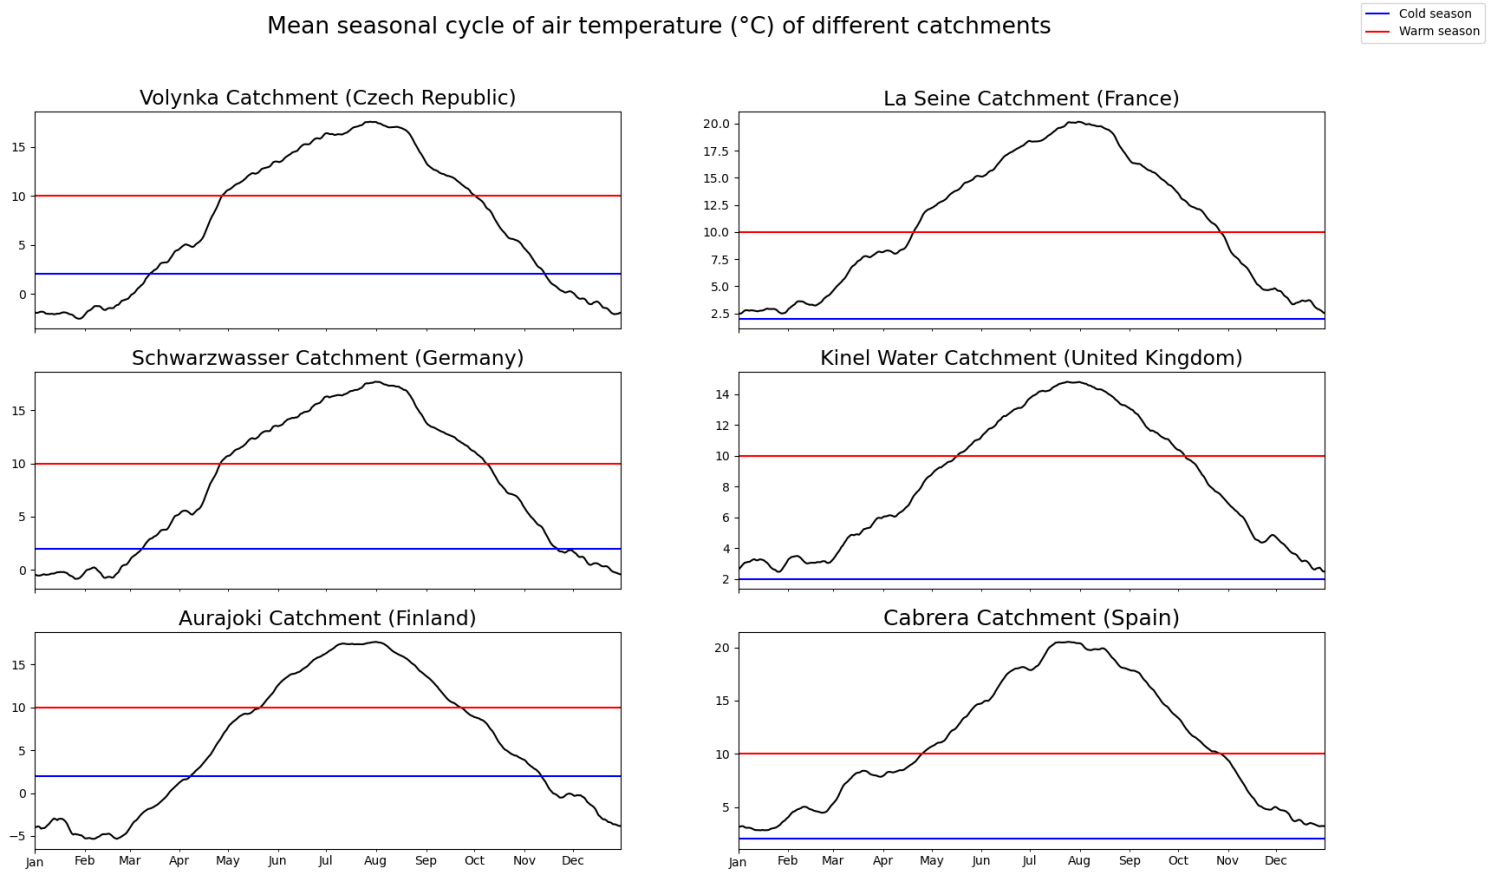 Mean seasonal cycle of air temperature (°C) of different catchments
Cold season
Warm season
Volynka Catchment (Czech Republic)
15
10
5
0
La Seine Catchment (France)
20.0
17.5
15.0
12.5
10.0
7.5
5.0
2.5
Schwarzwasser Catchment (Germany)
15
10
5
0
Kinel Water Catchment (United Kingdom)
14
12
10
8
6
4
2
Aurajoki Catchment (Finland)
15
10
5
0
−5
Jan Feb Mar Apr May Jun Jul Aug Sep Oct Nov Dec
Cabrera Catchment (Spain)
20
15
10
5
Jan Feb Mar Apr May Jun Jul Aug Sep Oct Nov Dec